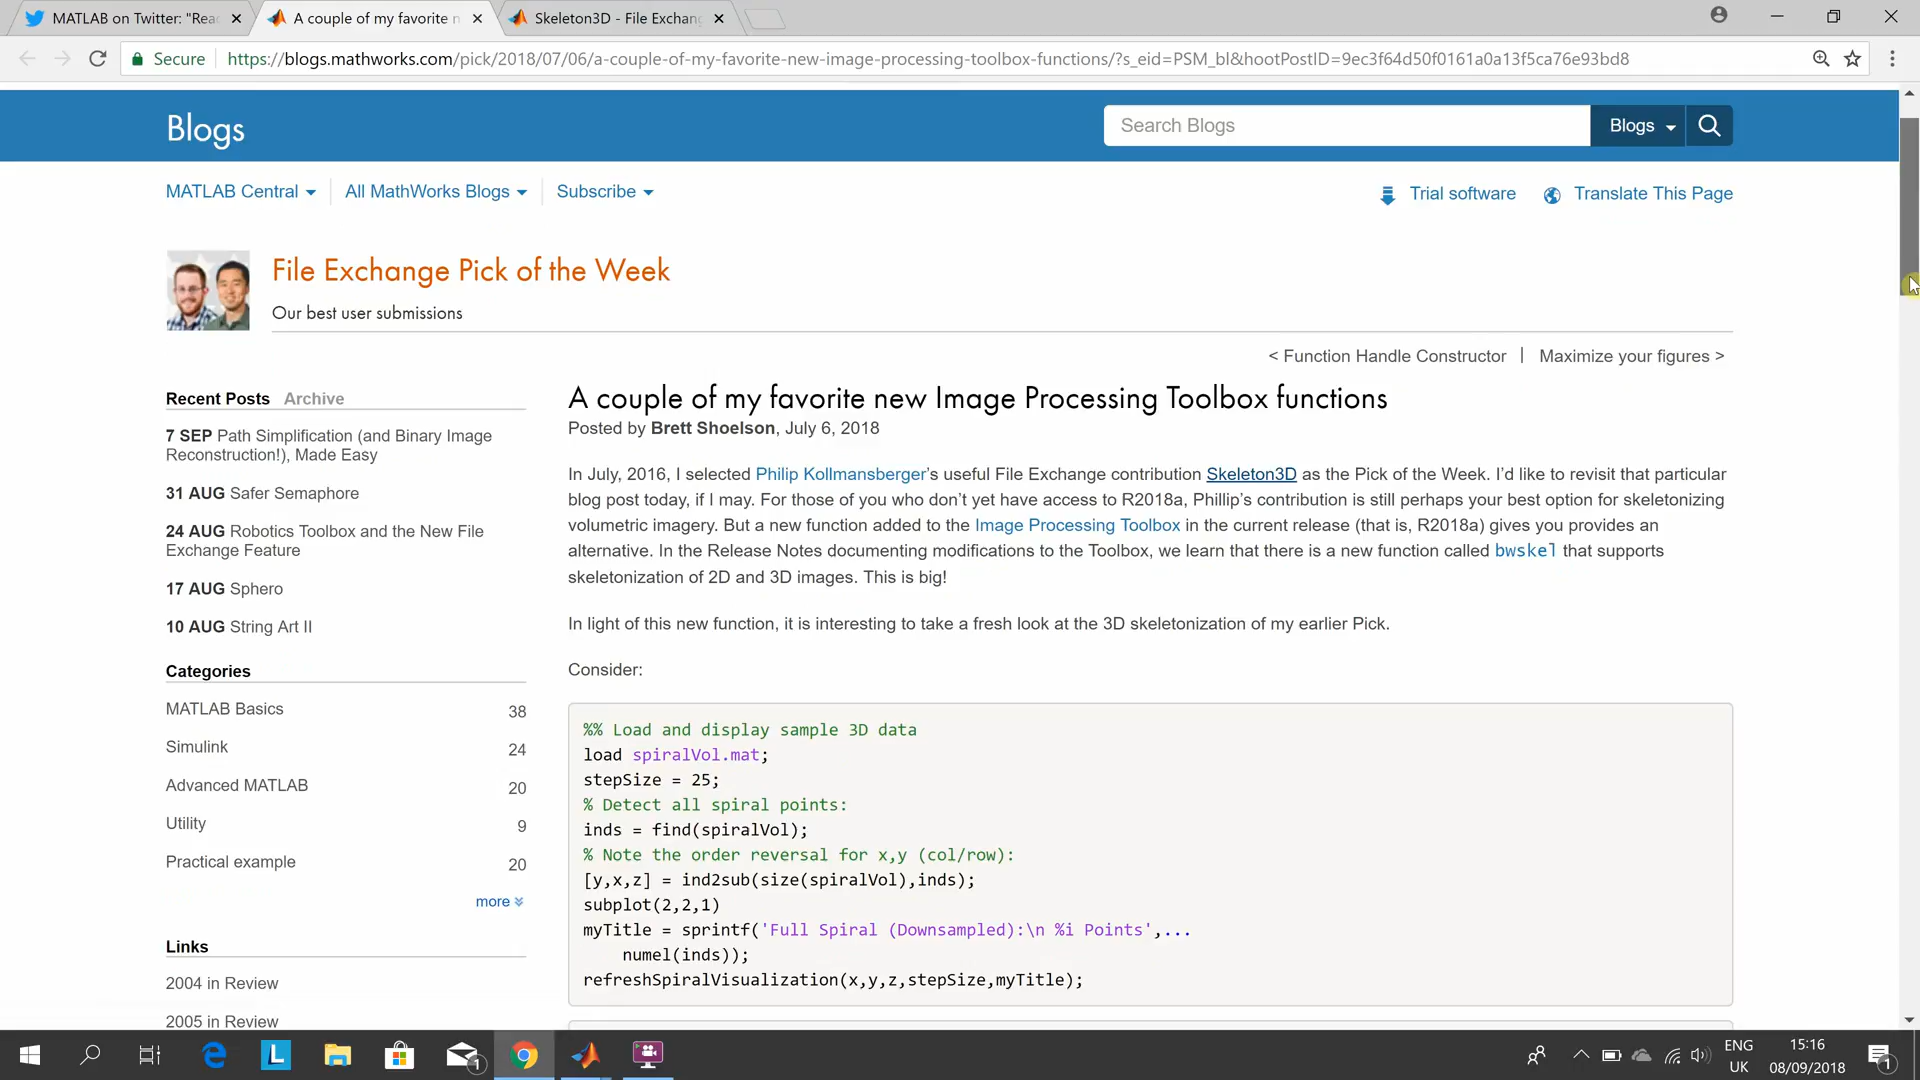 MATLAB on Twitter: "Read
A couple of my favorite n
Skeleton3D - File Exchang
Secure
https://blogs.mathworks.com/pick/2018/07/06/a-couple-of-my-favorite-new-image-processing-toolbox-functions/?s_eid=PSM_bl&hootPostID=9ec3f64d50f0161a0a13f5ca76e93bd8
Blogs
Search Blogs
Blogs
MATLAB Central
All MathWorks Blogs
Subscribe
Trial software
Translate This Page
File Exchange Pick of the Week
Our best user submissions
< Function Handle Constructor | Maximize your figures >
Recent Posts Archive
7 SEP Path Simplification (and Binary Image
Reconstruction!), Made Easy
31 AUG Safer Semaphore
24 AUG Robotics Toolbox and the New File
Exchange Feature
17 AUG Sphero
10 AUG String Art II
Categories
MATLAB Basics 38
Simulink 24
Advanced MATLAB 20
Utility 9
Practical example 20
more
Links
2004 in Review
2005 in Review
A couple of my favorite new Image Processing Toolbox functions
Posted by Brett Shoelson, July 6, 2018
In July, 2016, I selected Philip Kollmansberger's useful File Exchange contribution Skeleton3D as the Pick of the Week. I'd like to revisit that particular
blog post today, if I may. For those of you who don't yet have access to R2018a, Phillip's contribution is still perhaps your best option for skeletonizing
volumetric imagery. But a new function added to the Image Processing Toolbox in the current release (that is, R2018a) gives you provides an
alternative. In the Release Notes documenting modifications to the Toolbox, we learn that there is a new function called bwskel that supports
skeletonization of 2D and 3D images. This is big!
In light of this new function, it is interesting to take a fresh look at the 3D skeletonization of my earlier Pick.
Consider:
%% Load and display sample 3D data
load spiralVol.mat;
stepSize = 25;
% Detect all spiral points:
inds = find(spiralVol);
% Note the order reversal for x,y (col/row):
[y,x,z] = ind2sub(size(spiralVol),inds);
subplot(2,2,1)
myTitle = sprintf('Full Spiral (Downsampled):\n %i Points',...
numel(inds));
refreshSpiralVisualization(x,y,z,stepSize,myTitle);
L
1
ENG
UK
15:16
08/09/2018
1